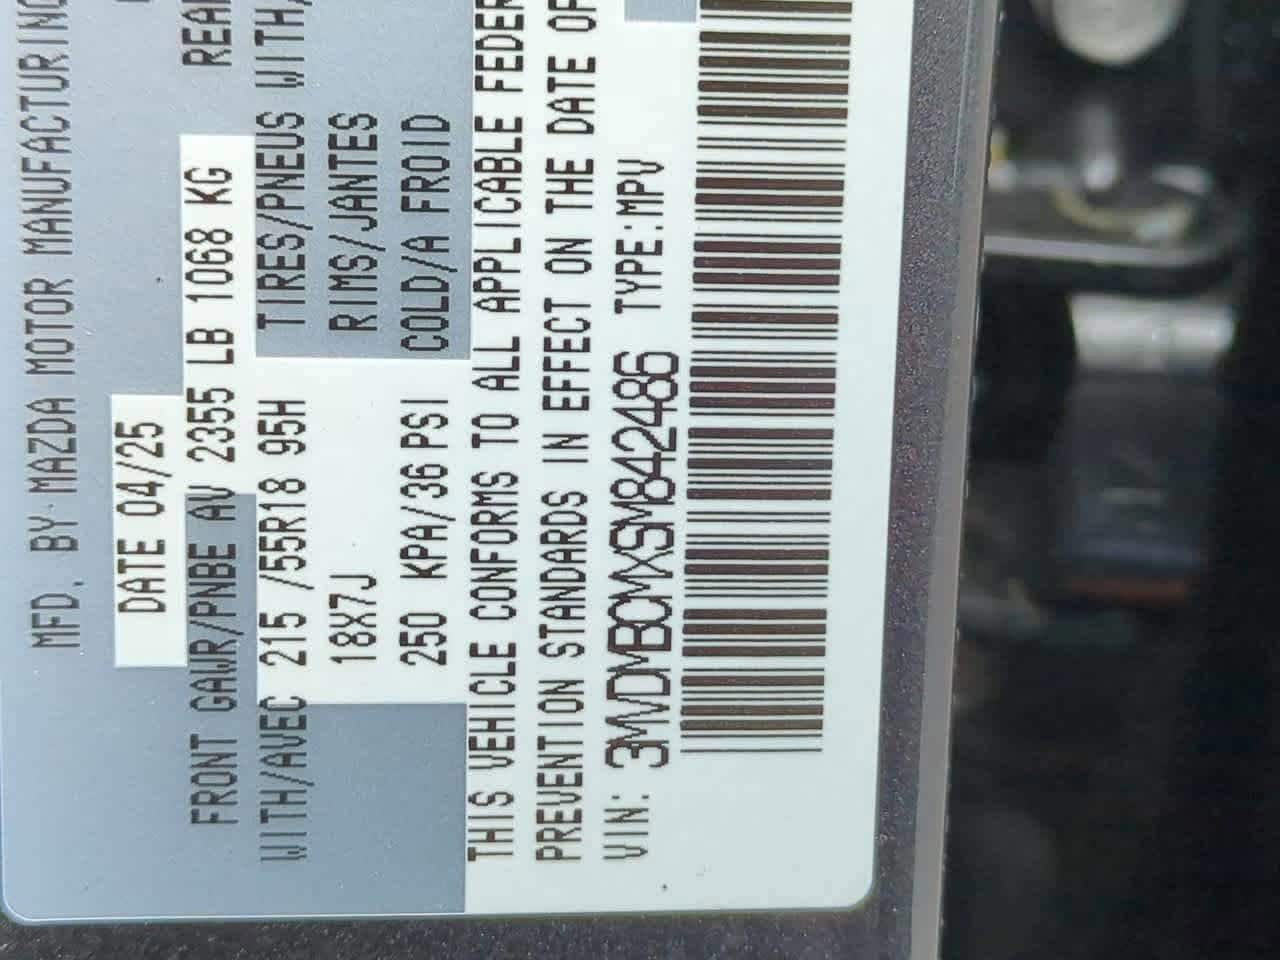 MFD. BY MAZDA MOTOR MANUFACTURING
DATE 04/25
FRONT GAWR/PNBE AV 2355 LB 1068 KG REA
WITH/AVEC 215 /55R18 95H TIRES/PNEUS WITH/
18X7J RIMS/JANTES
250 KPA/36 PSI COLD/A FROID
THIS VEHICLE CONFORMS TO ALL APPLICABLE FEDER
PREVENTION STANDARDS IN EFFECT ON THE DATE OF
VIN: 3MVDMBCMXSM842486 TYPE:MPV